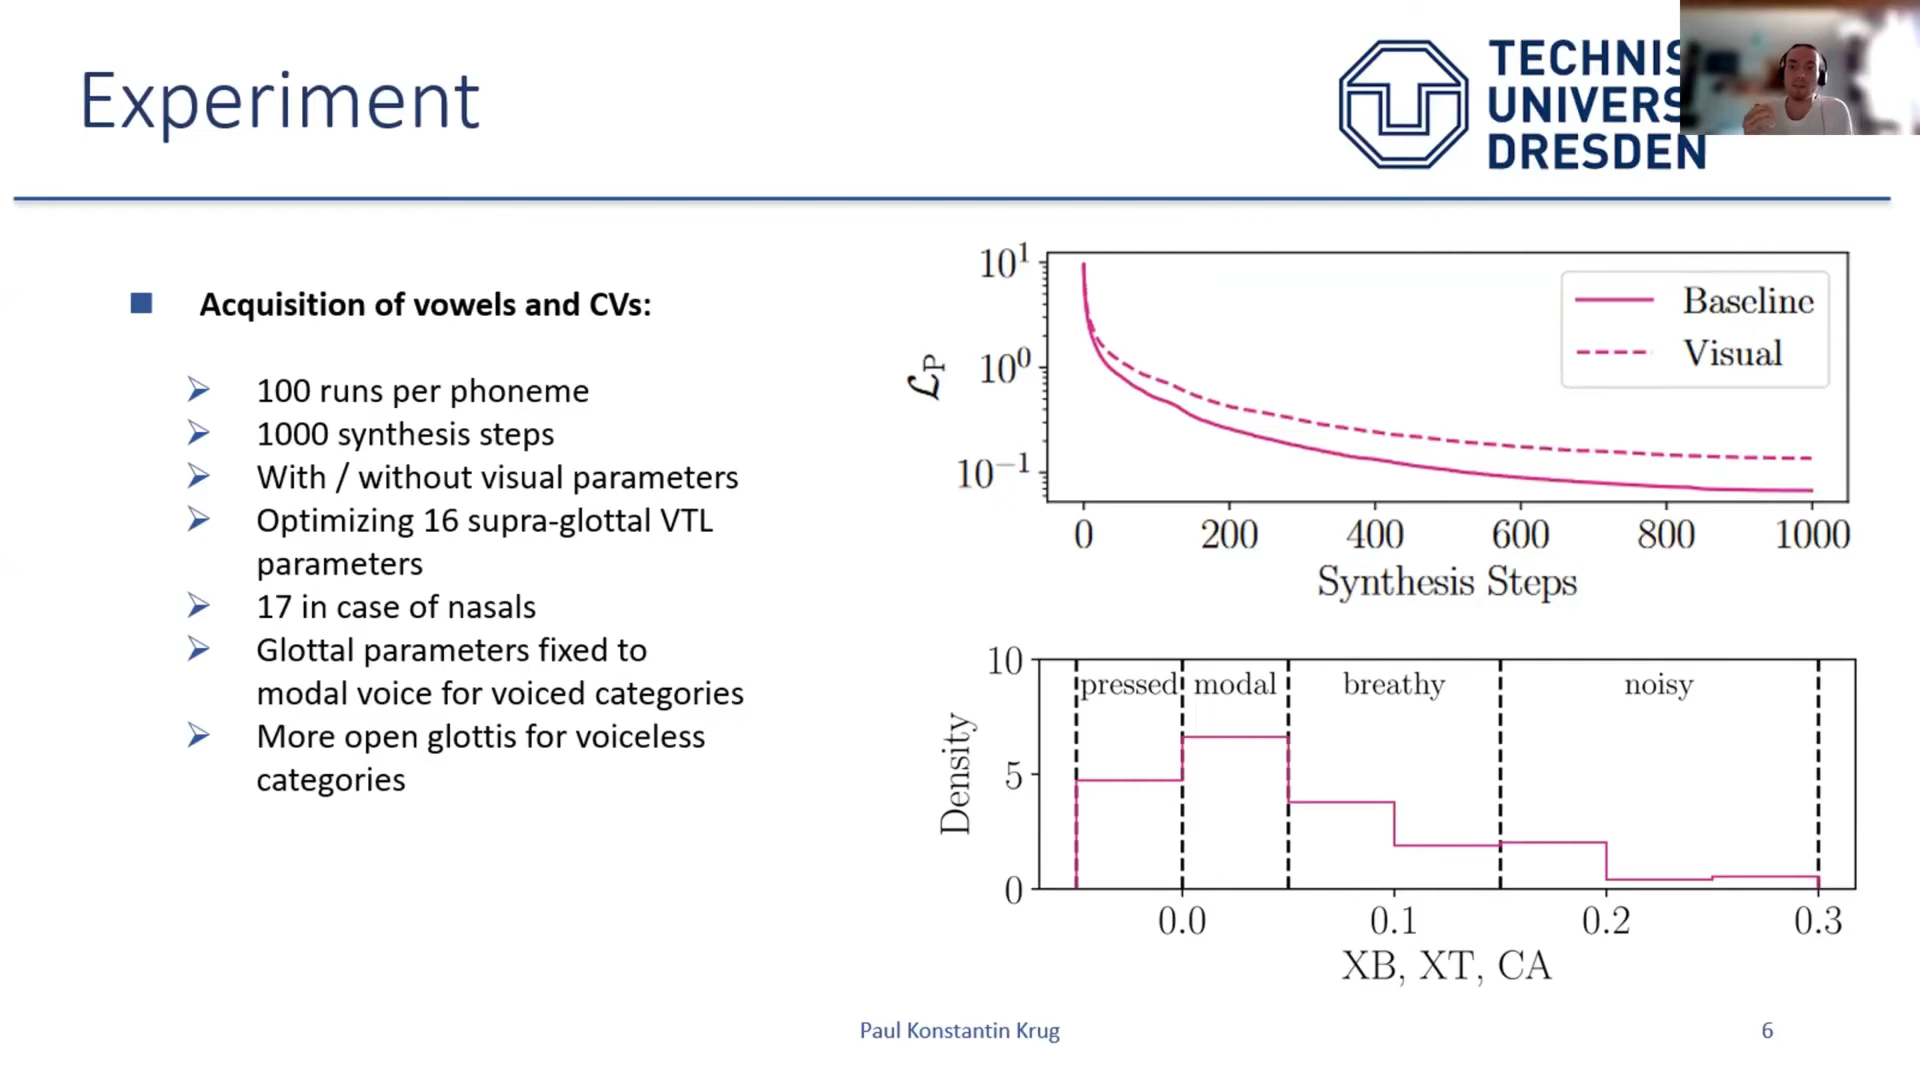 Experiment
TECHNIS
UNIVERS
DRESDEN
Acquisition of vowels and CVs:
100 runs per phoneme
1000 synthesis steps
With / without visual parameters
Optimizing 16 supra-glottal VTL
parameters
17 in case of nasals
Glottal parameters fixed to
modal voice for voiced categories
More open glottis for voiceless
categories
10¹
10⁰
10⁻¹
ℒP
Baseline
Visual
0 200 400 600 800 1000
Synthesis Steps
10
5
0
Density
pressed modal breathy noisy
0.0 0.1 0.2 0.3
XB, XT, CA
Paul Konstantin Krug
6